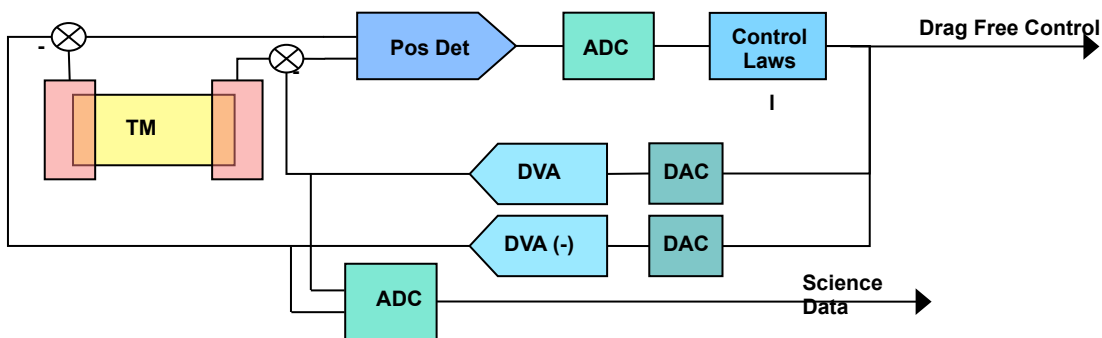 Drag Free Control
-
Pos Det
ADC
Control
Laws
-
I
TM
DVA
DAC
DVA (-)
DAC
Science
Data
ADC